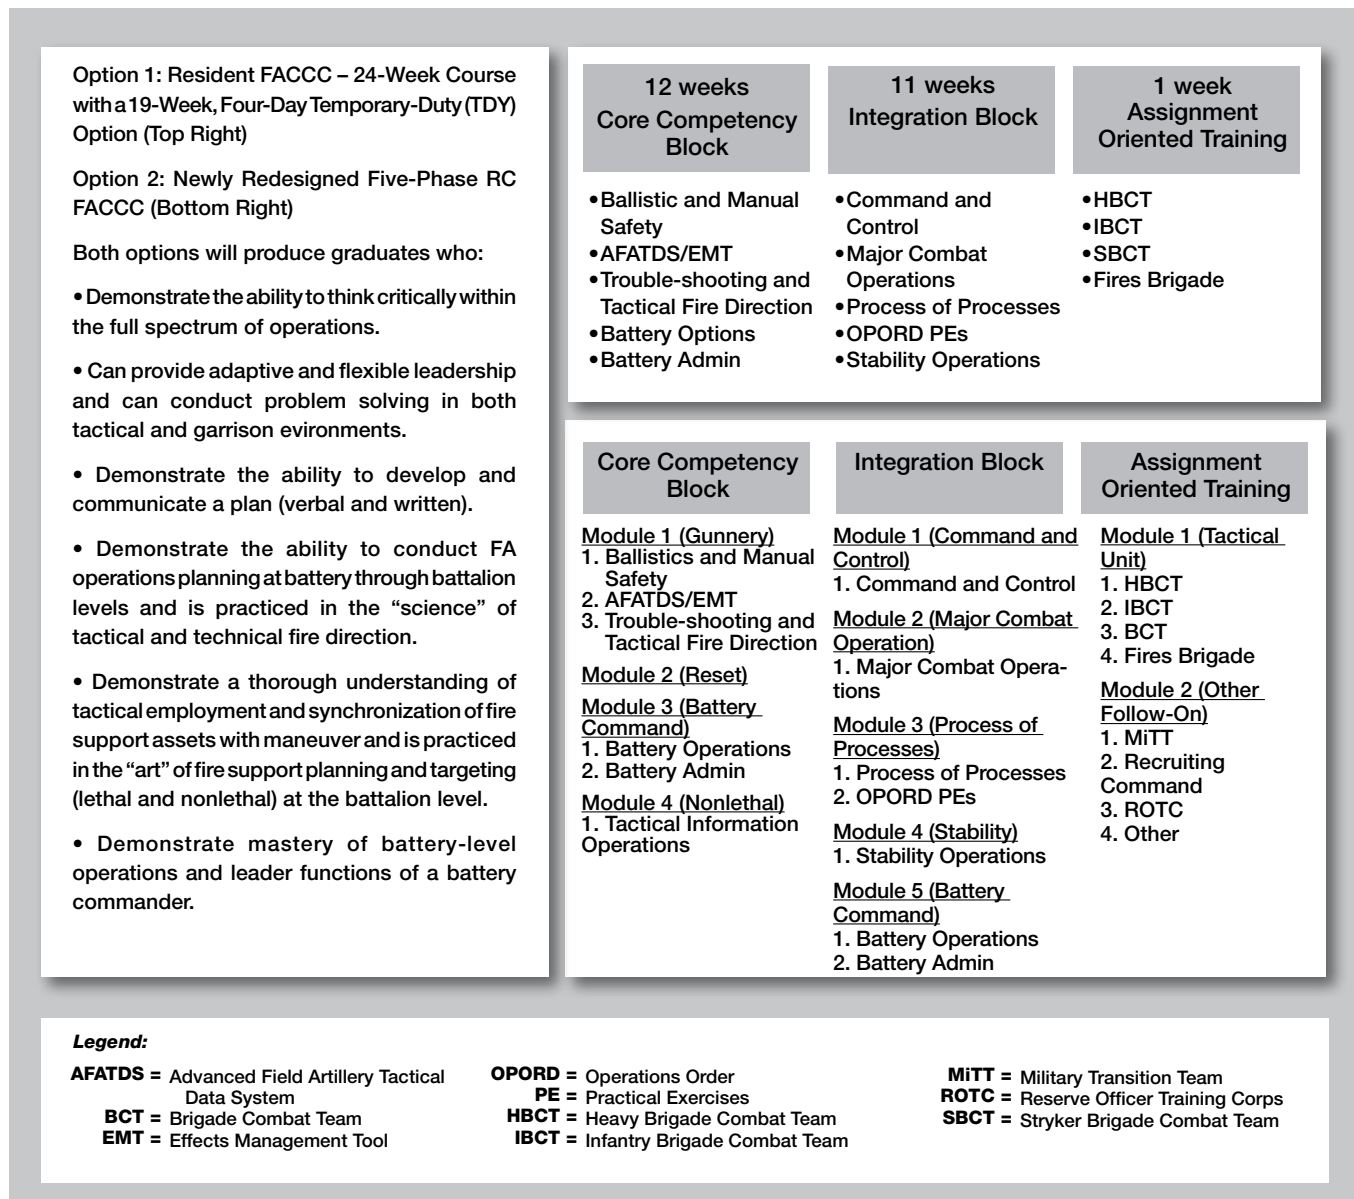 Option 1: Resident FACCC – 24-Week Course
with a 19-Week, Four-Day Temporary-Duty (TDY)
Option (Top Right)
Option 2: Newly Redesigned Five-Phase RC
FACCC (Bottom Right)
Both options will produce graduates who:
• Demonstrate the ability to think critically within
the full spectrum of operations.
• Can provide adaptive and flexible leadership
and can conduct problem solving in both
tactical and garrison evironments.
• Demonstrate the ability to develop and
communicate a plan (verbal and written).
• Demonstrate the ability to conduct FA
operations planning at battery through battalion
levels and is practiced in the “science” of
tactical and technical fire direction.
• Demonstrate a thorough understanding of
tactical employment and synchronization of fire
support assets with maneuver and is practiced
in the “art” of fire support planning and targeting
(lethal and nonlethal) at the battalion level.
• Demonstrate mastery of battery-level
operations and leader functions of a battery
commander.
12 weeks
Core Competency
Block
•Ballistic and Manual
Safety
•AFATDS/EMT
•Trouble-shooting and
Tactical Fire Direction
•Battery Options
•Battery Admin
11 weeks
Integration Block
•Command and
Control
•Major Combat
Operations
•Process of Processes
•OPORD PEs
•Stability Operations
1 week
Assignment
Oriented Training
•HBCT
•IBCT
•SBCT
•Fires Brigade
Core Competency
Block
Module 1 (Gunnery)
1. Ballistics and Manual
Safety
2. AFATDS/EMT
3. Trouble-shooting and
Tactical Fire Direction
Module 2 (Reset)
Module 3 (Battery
Command)
1. Battery Operations
2. Battery Admin
Module 4 (Nonlethal)
1. Tactical Information
Operations
Integration Block
Module 1 (Command and
Control)
1. Command and Control
Module 2 (Major Combat
Operation)
1. Major Combat Opera-
tions
Module 3 (Process of
Processes)
1. Process of Processes
2. OPORD PEs
Module 4 (Stability)
1. Stability Operations
Module 5 (Battery
Command)
1. Battery Operations
2. Battery Admin
Assignment
Oriented Training
Module 1 (Tactical
Unit)
1. HBCT
2. IBCT
3. BCT
4. Fires Brigade
Module 2 (Other
Follow-On)
1. MiTT
2. Recruiting
Command
3. ROTC
4. Other
Legend:
AFATDS = Advanced Field Artillery Tactical
Data System
BCT = Brigade Combat Team
EMT = Effects Management Tool
OPORD = Operations Order
PE = Practical Exercises
HBCT = Heavy Brigade Combat Team
IBCT = Infantry Brigade Combat Team
MiTT = Military Transition Team
ROTC = Reserve Officer Training Corps
SBCT = Stryker Brigade Combat Team